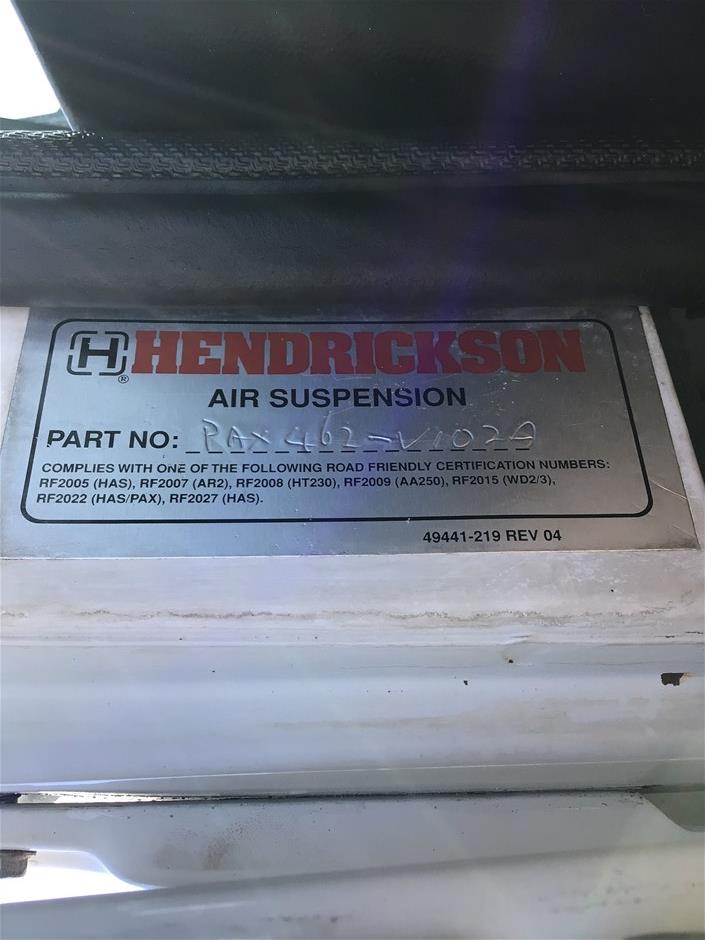 H HENDRICKSON
®
AIR SUSPENSION
PART NO: PAX462-V102A
COMPLIES WITH ONE OF THE FOLLOWING ROAD FRIENDLY CERTIFICATION NUMBERS:
RF2005 (HAS), RF2007 (AR2), RF2008 (HT230), RF2009 (AA250), RF2015 (WD2/3),
RF2022 (HAS/PAX), RF2027 (HAS).
49441-219 REV 04